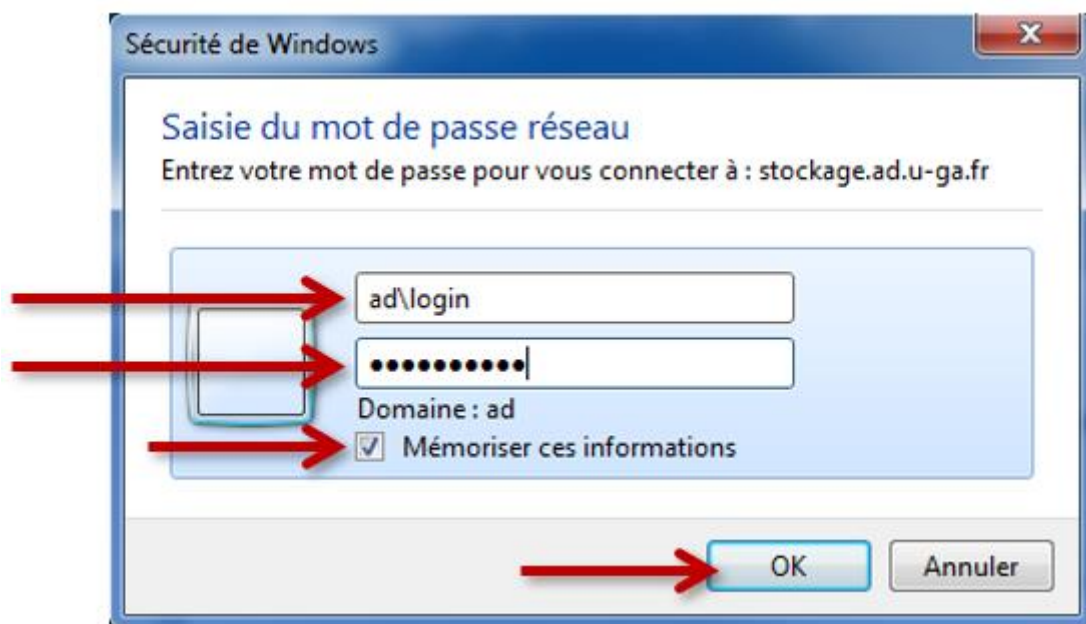 Sécurité de Windows
Saisie du mot de passe réseau
Entrez votre mot de passe pour vous connecter à : stockage.ad.u-ga.fr
ad\login
●●●●●●●●●●
Domaine : ad
Mémoriser ces informations
OK
Annuler